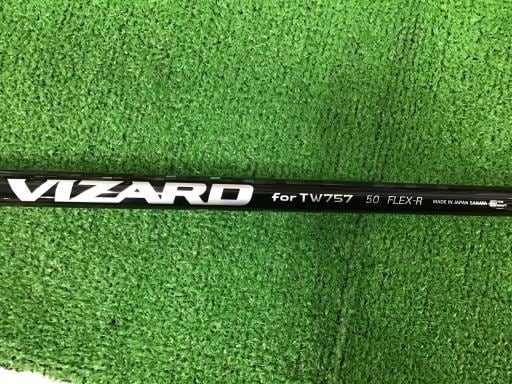 VIZARD for TW757 50 FLEX-R MADE IN JAPAN SAKATA